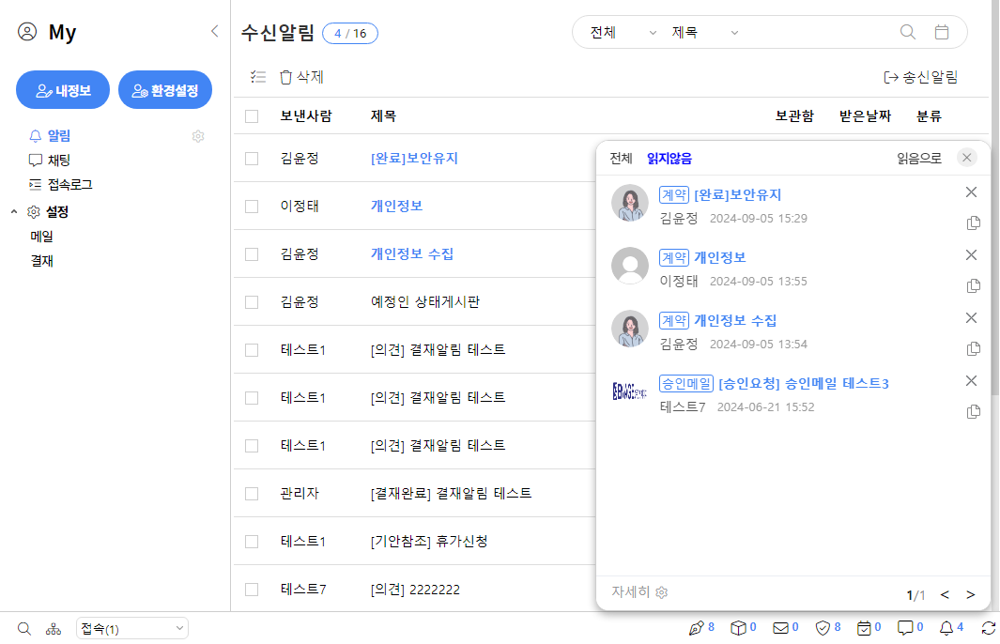 My
내정보 환경설정
알림
채팅
접속로그
설정
메일
결재
수신알림 4 / 16
전체 제목
삭제 송신알림
보낸사람 제목 보관함 받은날짜 분류
김윤정 [완료]보안유지
이정태 개인정보
김윤정 개인정보 수집
김윤정 예정인 상태게시판
테스트1 [의견] 결재알림 테스트
테스트1 [의견] 결재알림 테스트
테스트1 [의견] 결재알림 테스트
관리자 [결재완료] 결재알림 테스트
테스트1 [기안참조] 휴가신청
테스트7 [의견] 2222222
전체 읽지않음 읽음으로
계약 [완료]보안유지
김윤정 2024-09-05 15:29
계약 개인정보
이정태 2024-09-05 13:55
계약 개인정보 수집
김윤정 2024-09-05 13:54
승인메일 [승인요청] 승인메일 테스트3
테스트7 2024-06-21 15:52
자세히 1/1 < >
접속(1) 8 0 0 8 0 0 4